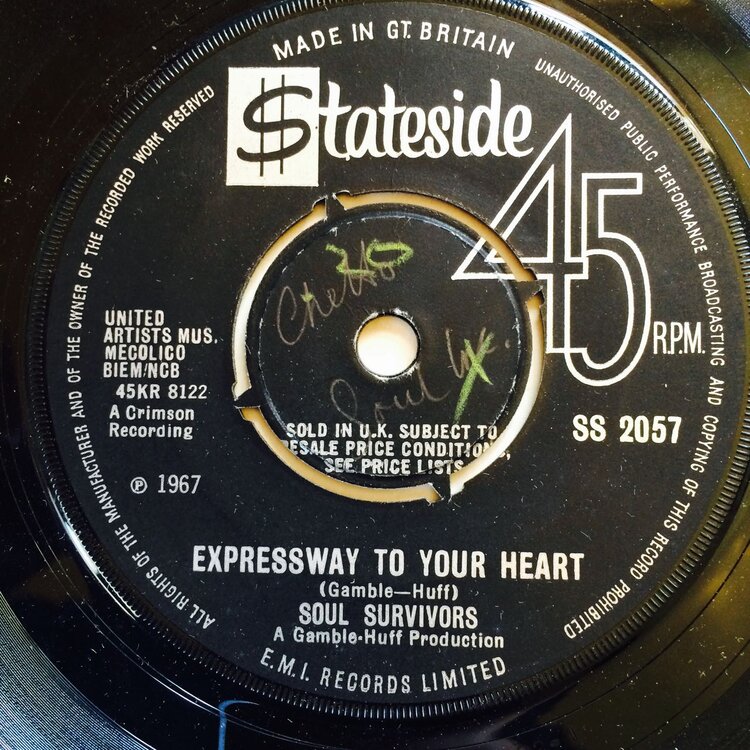 MADE IN GT. BRITAIN
$tateside
45
R.P.M.
UNAUTHORISED PUBLIC PERFORMANCE BROADCASTING AND COPYING OF THIS RECORD PROHIBITED
ALL RIGHTS OF THE MANUFACTURER AND OF THE OWNER OF THE RECORDED WORK RESERVED
UNITED
ARTISTS MUS.
MECOLICO
BIEM/NCB
45KR 8122
A Crimson
Recording
℗ 1967
SS 2057
20
Soul
SOLD IN U.K. SUBJECT TO
RESALE PRICE CONDITIONS,
SEE PRICE LISTS
EXPRESSWAY TO YOUR HEART
(Gamble—Huff)
SOUL SURVIVORS
A Gamble-Huff Production
E.M.I. RECORDS LIMITED